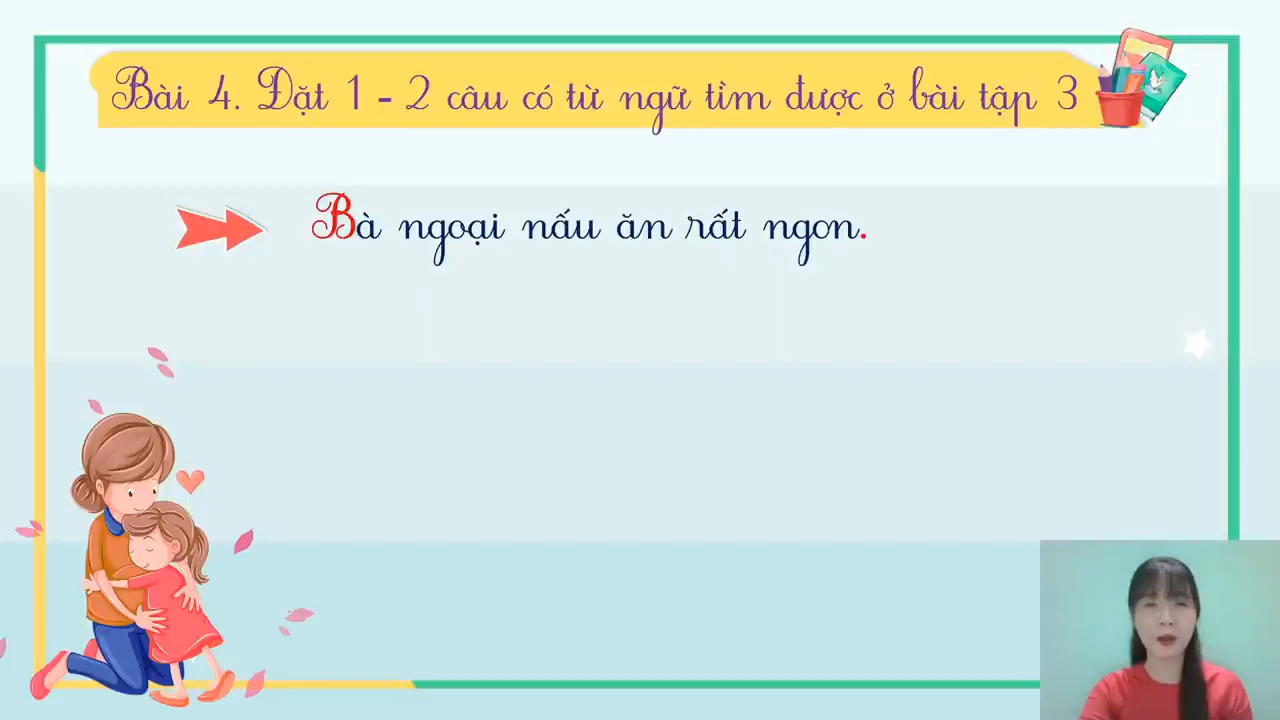 Bài 4. Đặt 1 - 2 câu có từ ngữ tìm được ở bài tập 3
Bà ngoại nấu ăn rất ngon.